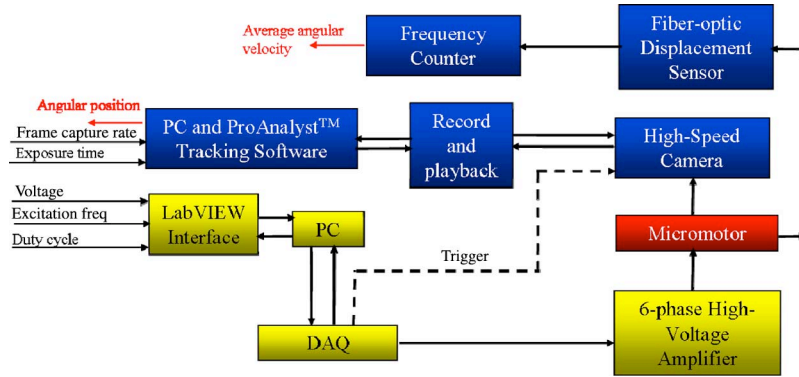 Average angular
velocity
Frequency
Counter
Fiber-optic
Displacement
Sensor
Angular position
Frame capture rate
Exposure time
PC and ProAnalyst™
Tracking Software
Record
and
playback
High-Speed
Camera
Voltage
Excitation freq
Duty cycle
LabVIEW
Interface
PC
Micromotor
Trigger
DAQ
6-phase High-
Voltage
Amplifier